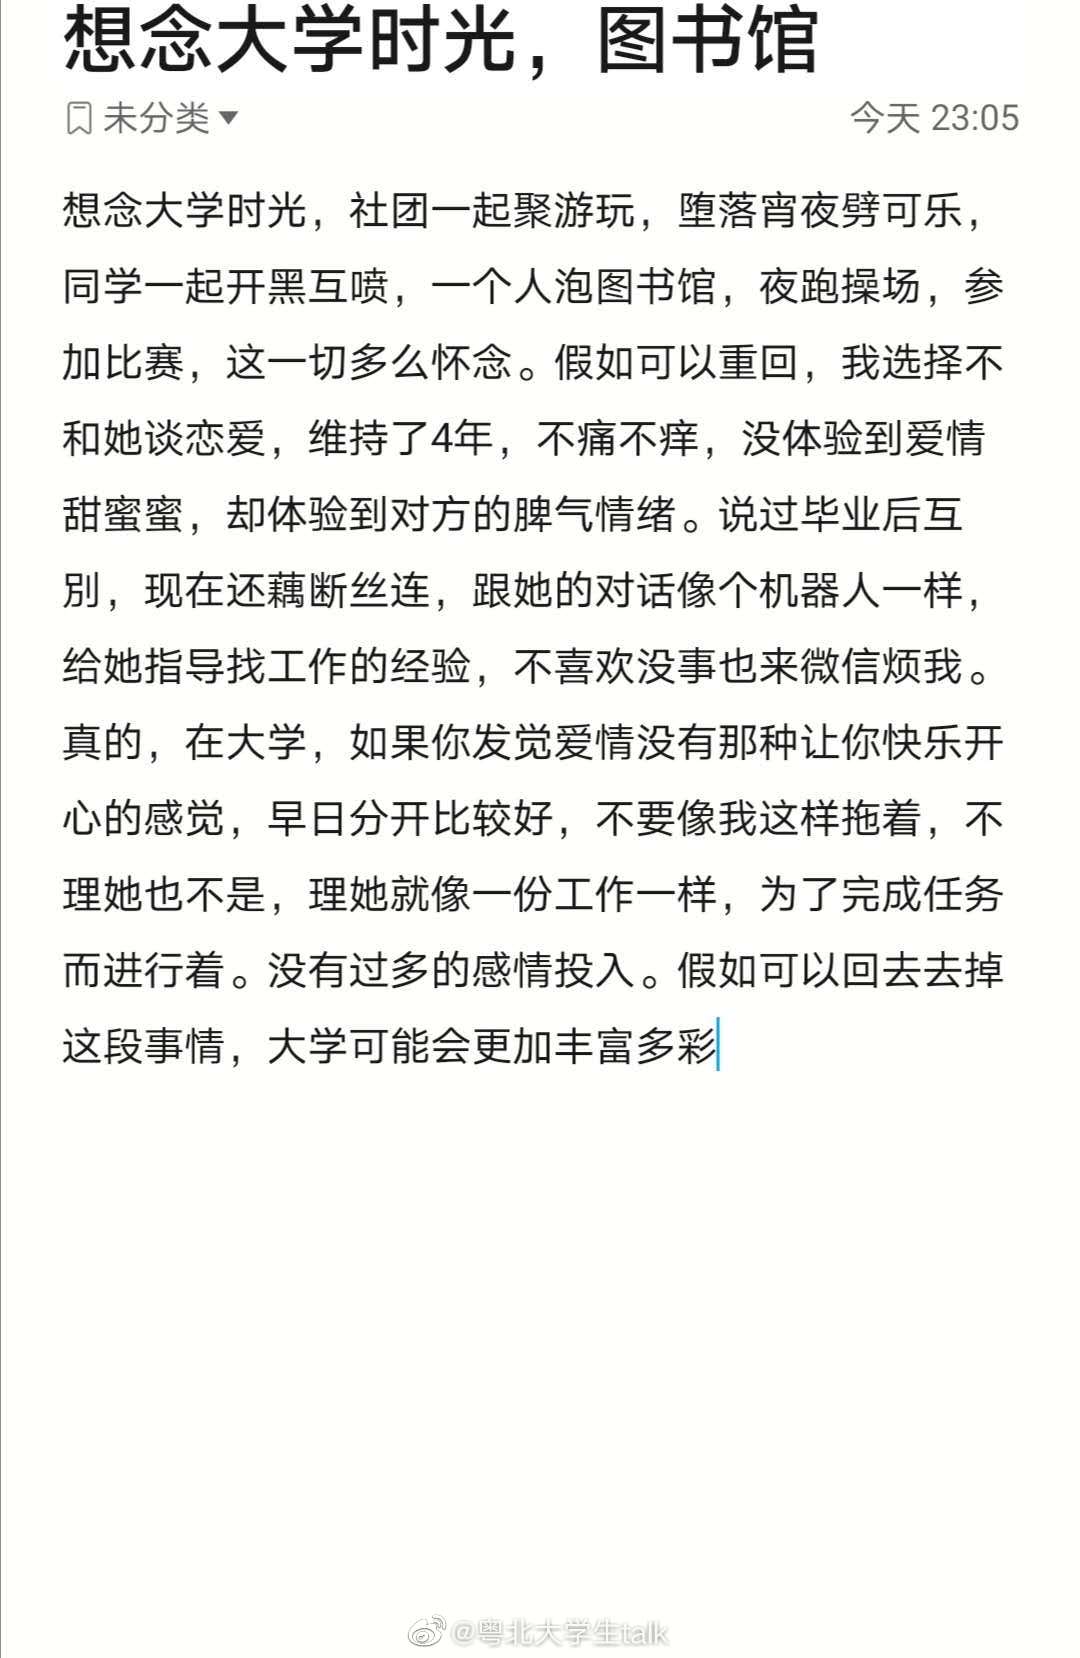 想念大学时光，图书馆
未分类
今天 23:05
想念大学时光，社团一起聚游玩，堕落宵夜劈可乐，
同学一起开黑互喷，一个人泡图书馆，夜跑操场，参
加比赛，这一切多么怀念。假如可以重回，我选择不
和她谈恋爱，维持了4年，不痛不痒，没体验到爱情
甜蜜蜜，却体验到对方的脾气情绪。说过毕业后互
别，现在还藕断丝连，跟她的对话像个机器人一样，
给她指导找工作的经验，不喜欢没事也来微信烦我。
真的，在大学，如果你发觉爱情没有那种让你快乐开
心的感觉，早日分开比较好，不要像我这样拖着，不
理她也不是，理她就像一份工作一样，为了完成任务
而进行着。没有过多的感情投入。假如可以回去去掉
这段事情，大学可能会更加丰富多彩
@粤北大学生talk